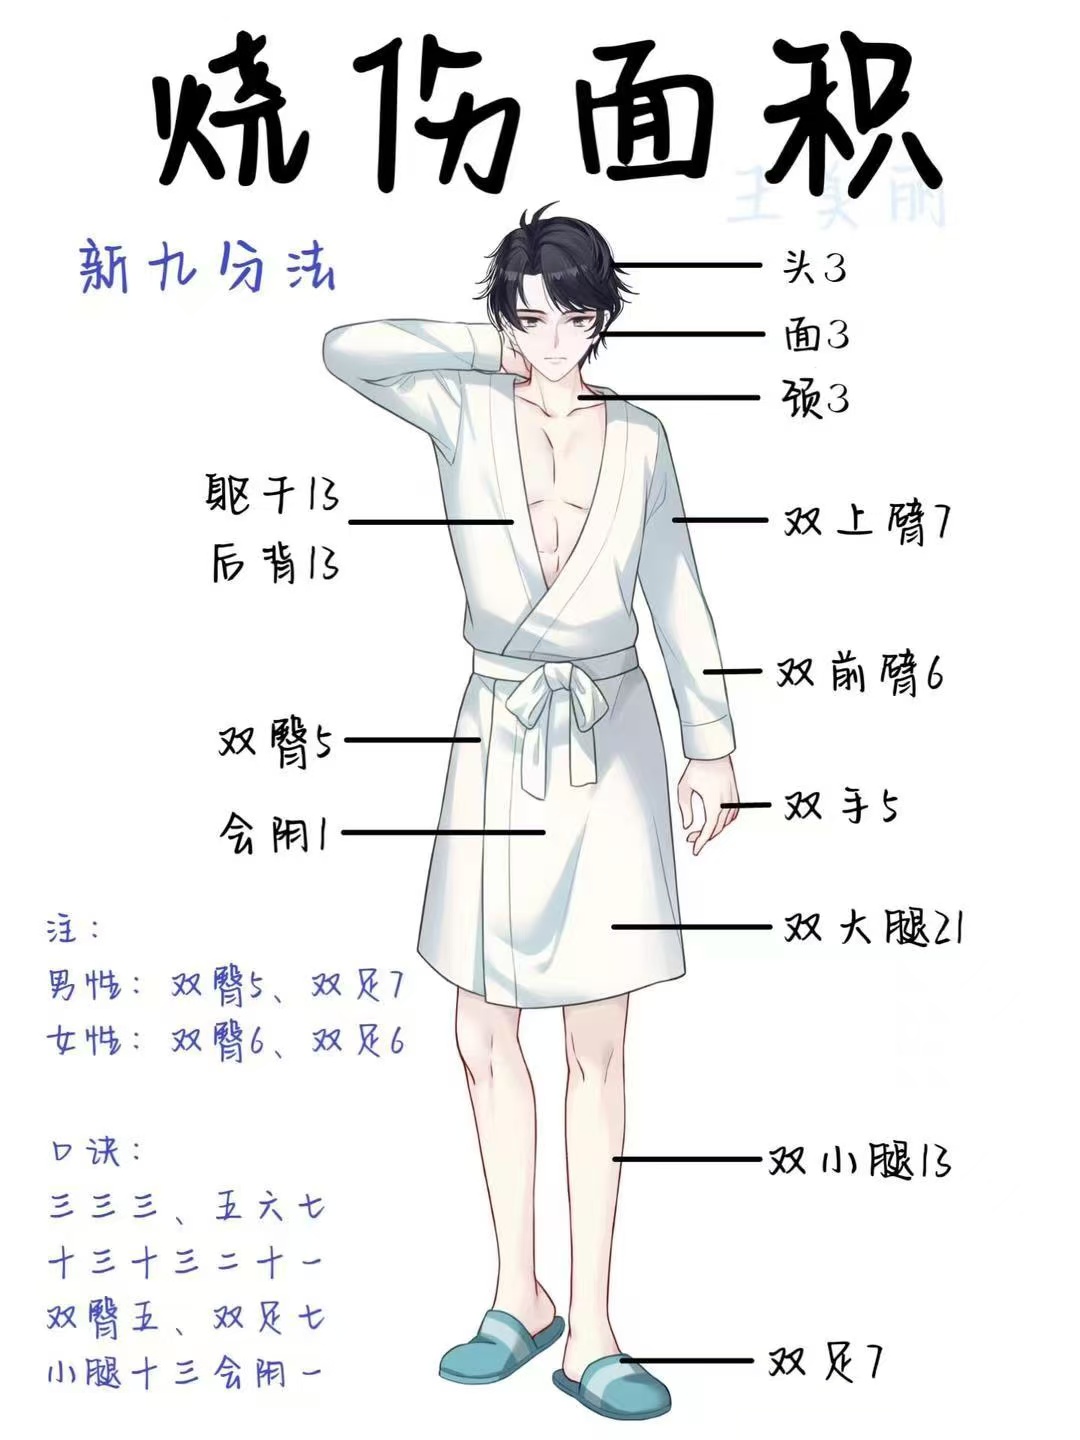 烧伤面积
王美丽
新九分法
头3
面3
颈3
躯干13
后背13
双上臂7
双前臂6
双臀5
双手5
会阴1
双大腿21
注：
男性：双臀5、双足7
女性：双臀6、双足6
双小腿13
口诀：
三三三、五六七
十三十三二十一
双臀五、双足七
小腿十三会阴一
双足7